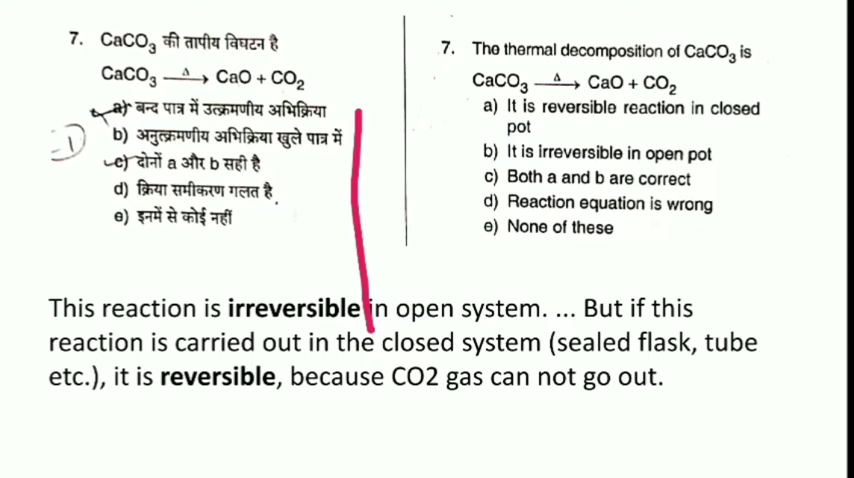 7. CaCO₃ की तापीय विघटन है
CaCO₃ —Δ→ CaO + CO₂
a) बन्द पात्र में उत्क्रमणीय अभिक्रिया
b) अनुत्क्रमणीय अभिक्रिया खुले पात्र में
c) दोनों a और b सही है
d) क्रिया समीकरण गलत है
e) इनमें से कोई नहीं
7. The thermal decomposition of CaCO₃ is
CaCO₃ —Δ→ CaO + CO₂
a) It is reversible reaction in closed
pot
b) It is irreversible in open pot
c) Both a and b are correct
d) Reaction equation is wrong
e) None of these
This reaction is irreversible in open system. ... But if this
reaction is carried out in the closed system (sealed flask, tube
etc.), it is reversible, because CO2 gas can not go out.